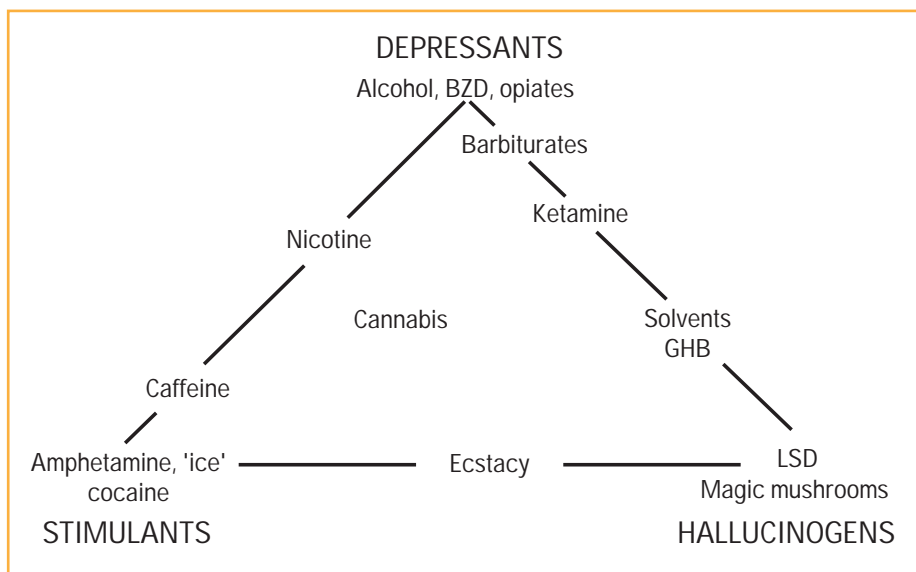 DEPRESSANTS
Alcohol, BZD, opiates
Barbiturates
Ketamine
Nicotine
Cannabis
Solvents
GHB
Caffeine
Amphetamine, 'ice'
cocaine
Ecstacy
LSD
Magic mushrooms
STIMULANTS
HALLUCINOGENS